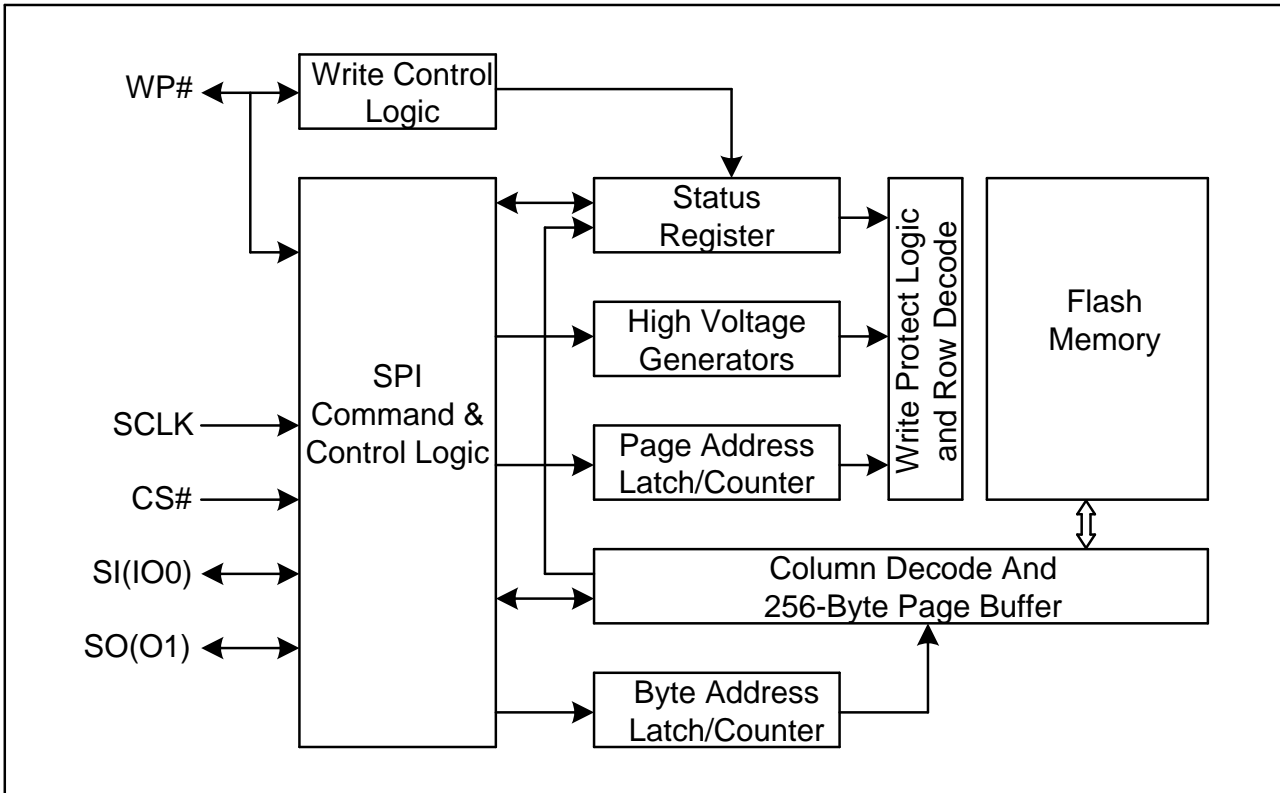 WP#
Write Control
Logic
Status
Register
Write Protect Logic
and Row Decode
Flash
Memory
High Voltage
Generators
SPI
Command &
Control Logic
SCLK
Page Address
Latch/Counter
CS#
SI(IO0)
Column Decode And
256-Byte Page Buffer
SO(O1)
Byte Address
Latch/Counter